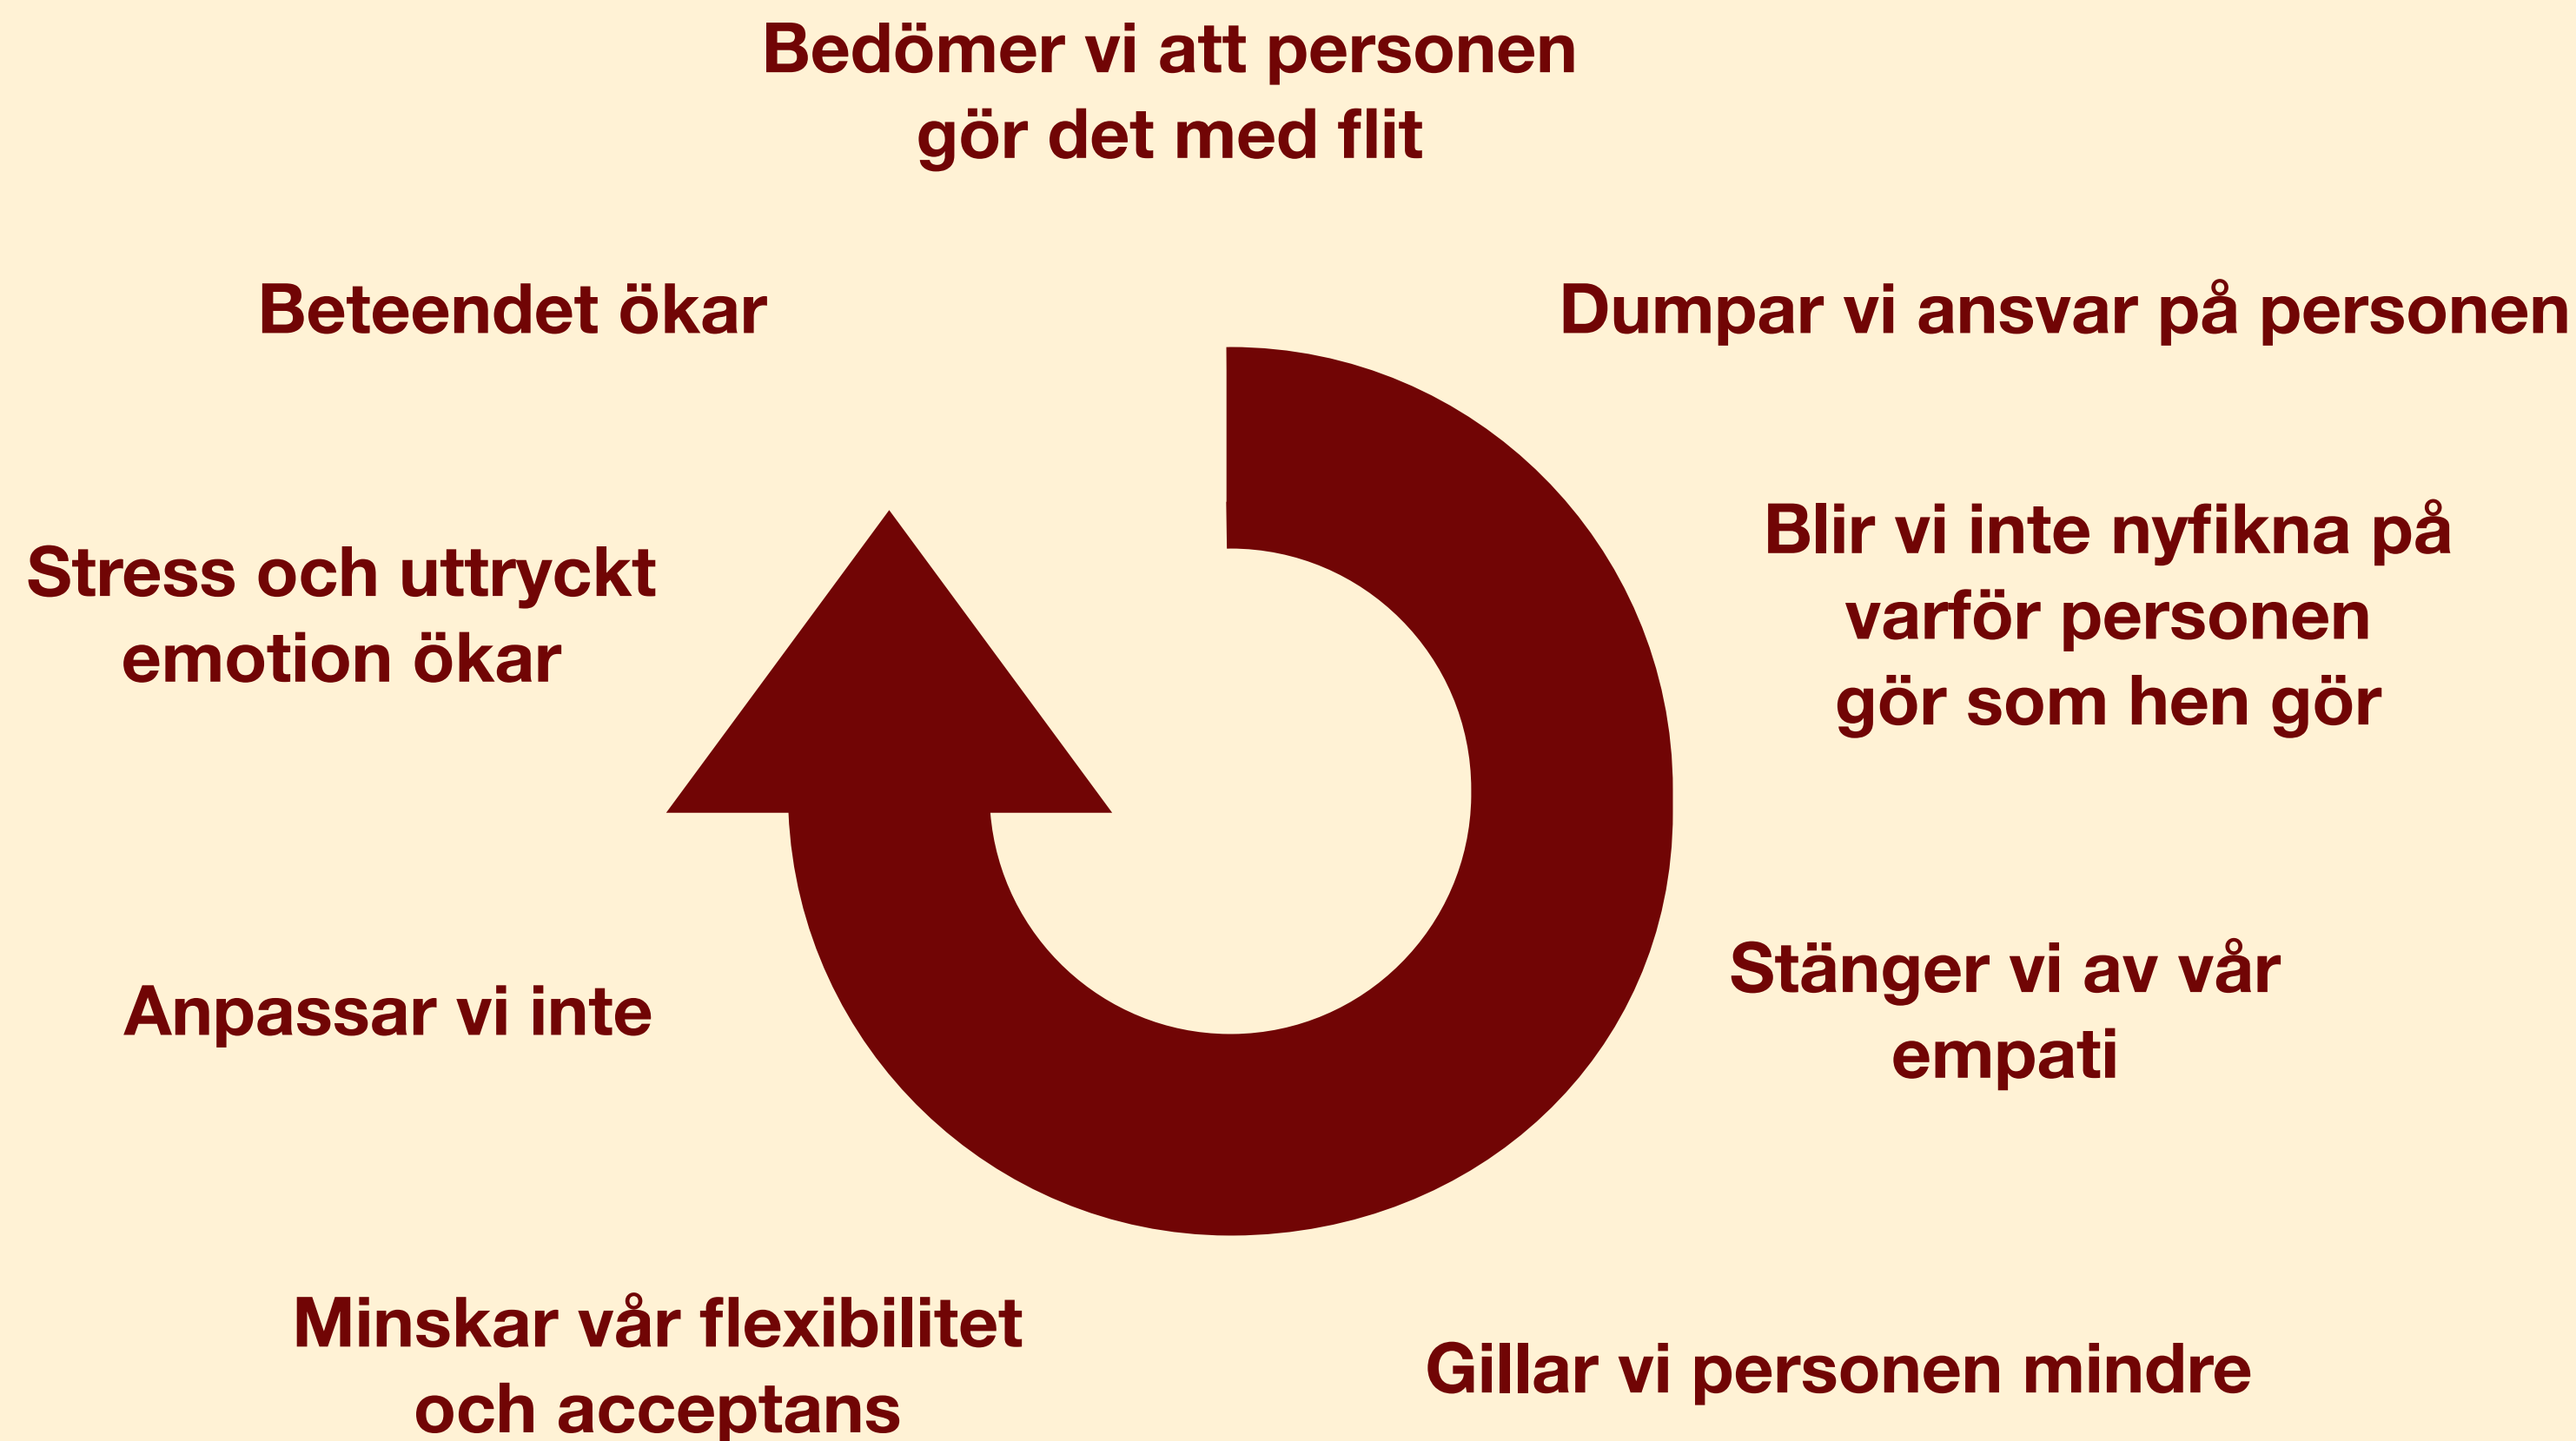 Bedömer vi att personen
gör det med flit
Dumpar vi ansvar på personen
Blir vi inte nyfikna på
varför personen
gör som hen gör
Stänger vi av vår
empati
Gillar vi personen mindre
Minskar vår flexibilitet
och acceptans
Anpassar vi inte
Stress och uttryckt
emotion ökar
Beteendet ökar